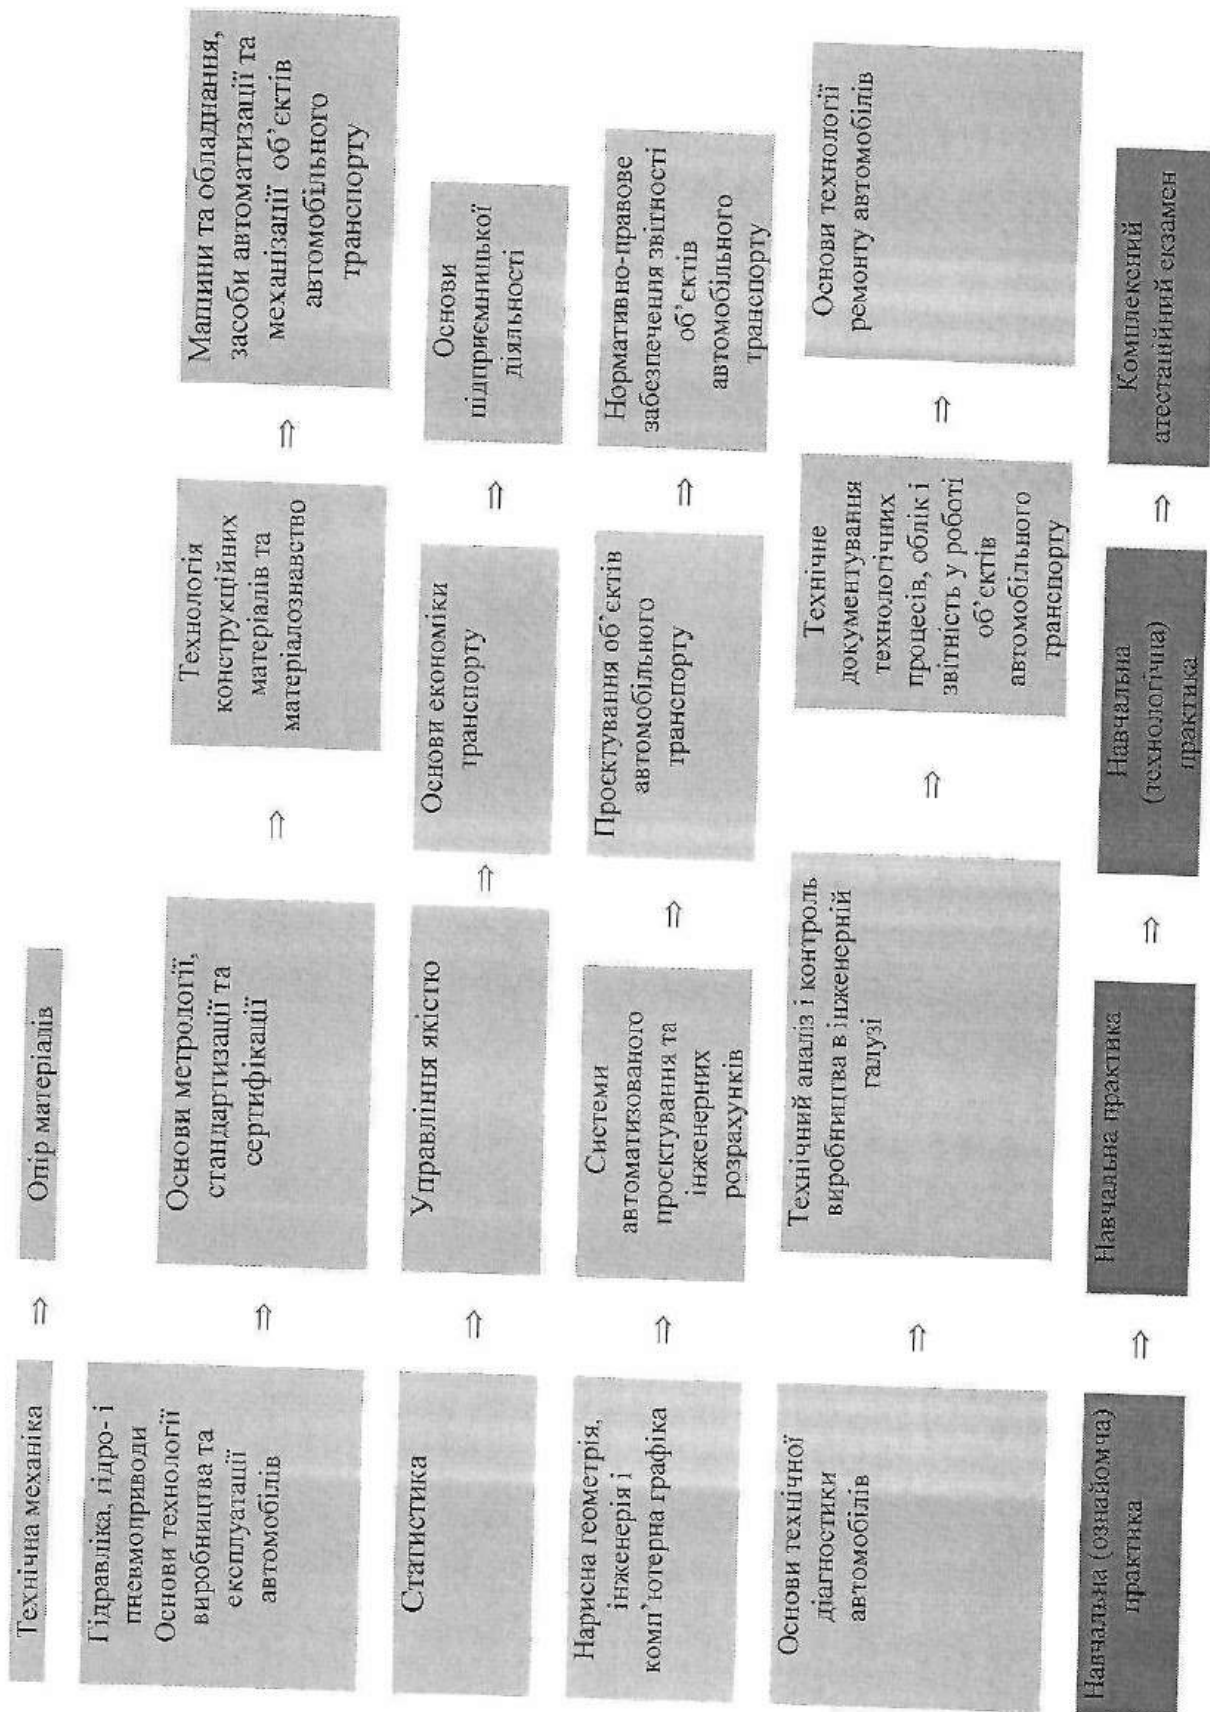 Технічна механіка
⇒
Опір матеріалів
Гідравліка, гідро- і
пневмоприводи
Основи технології
виробництва та
експлуатації
автомобілів
⇒
Основи метрології,
стандартизації та
сертифікації
⇒
Технологія
конструкційних
матеріалів та
матеріалознавство
⇒
Машини та обладнання,
засоби автоматизації та
механізації об’єктів
автомобільного
транспорту
Статистика
⇒
Управління якістю
⇒
Основи економіки
транспорту
⇒
Основи
підприємницької
діяльності
Нарисна геометрія,
інженерія і
комп’ютерна графіка
⇒
Системи
автоматизованого
проєктування та
інженерних
розрахунків
⇒
Проєктування об’єктів
автомобільного
транспорту
⇒
Нормативно-правове
забезпечення звітності
об’єктів
автомобільного
транспорту
Основи технічної
діагностики
автомобілів
⇒
Технічний аналіз і контроль
виробництва в інженерній
галузі
⇒
Технічне
документування
технологічних
процесів, облік і
звітність у роботі
об’єктів
автомобільного
транспорту
⇒
Основи технології
ремонту автомобілів
Навчальна (ознайомча)
практика
⇒
Навчальна практика
⇒
Навчальна
(технологічна)
практика
⇒
Комплексний
атестаційний екзамен